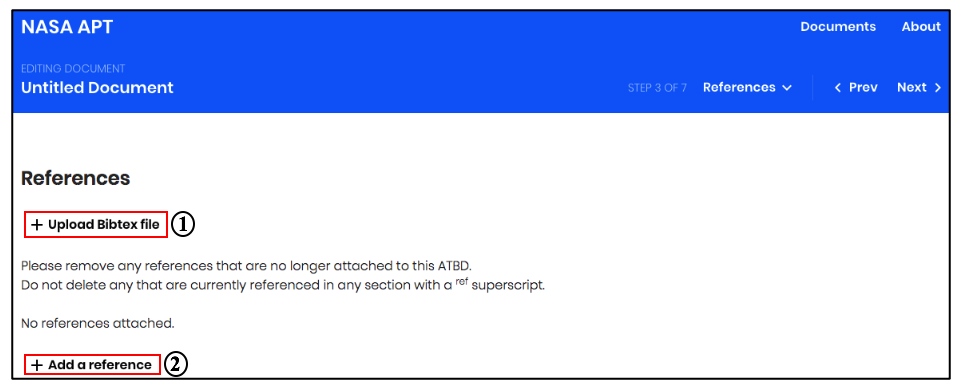 NASA APT
Documents About
EDITING DOCUMENT
Untitled Document
STEP 3 OF 7 References Prev Next
References
+ Upload Bibtex file 1
Please remove any references that are no longer attached to this ATBD.
Do not delete any that are currently referenced in any section with a ref superscript.
No references attached.
+ Add a reference 2